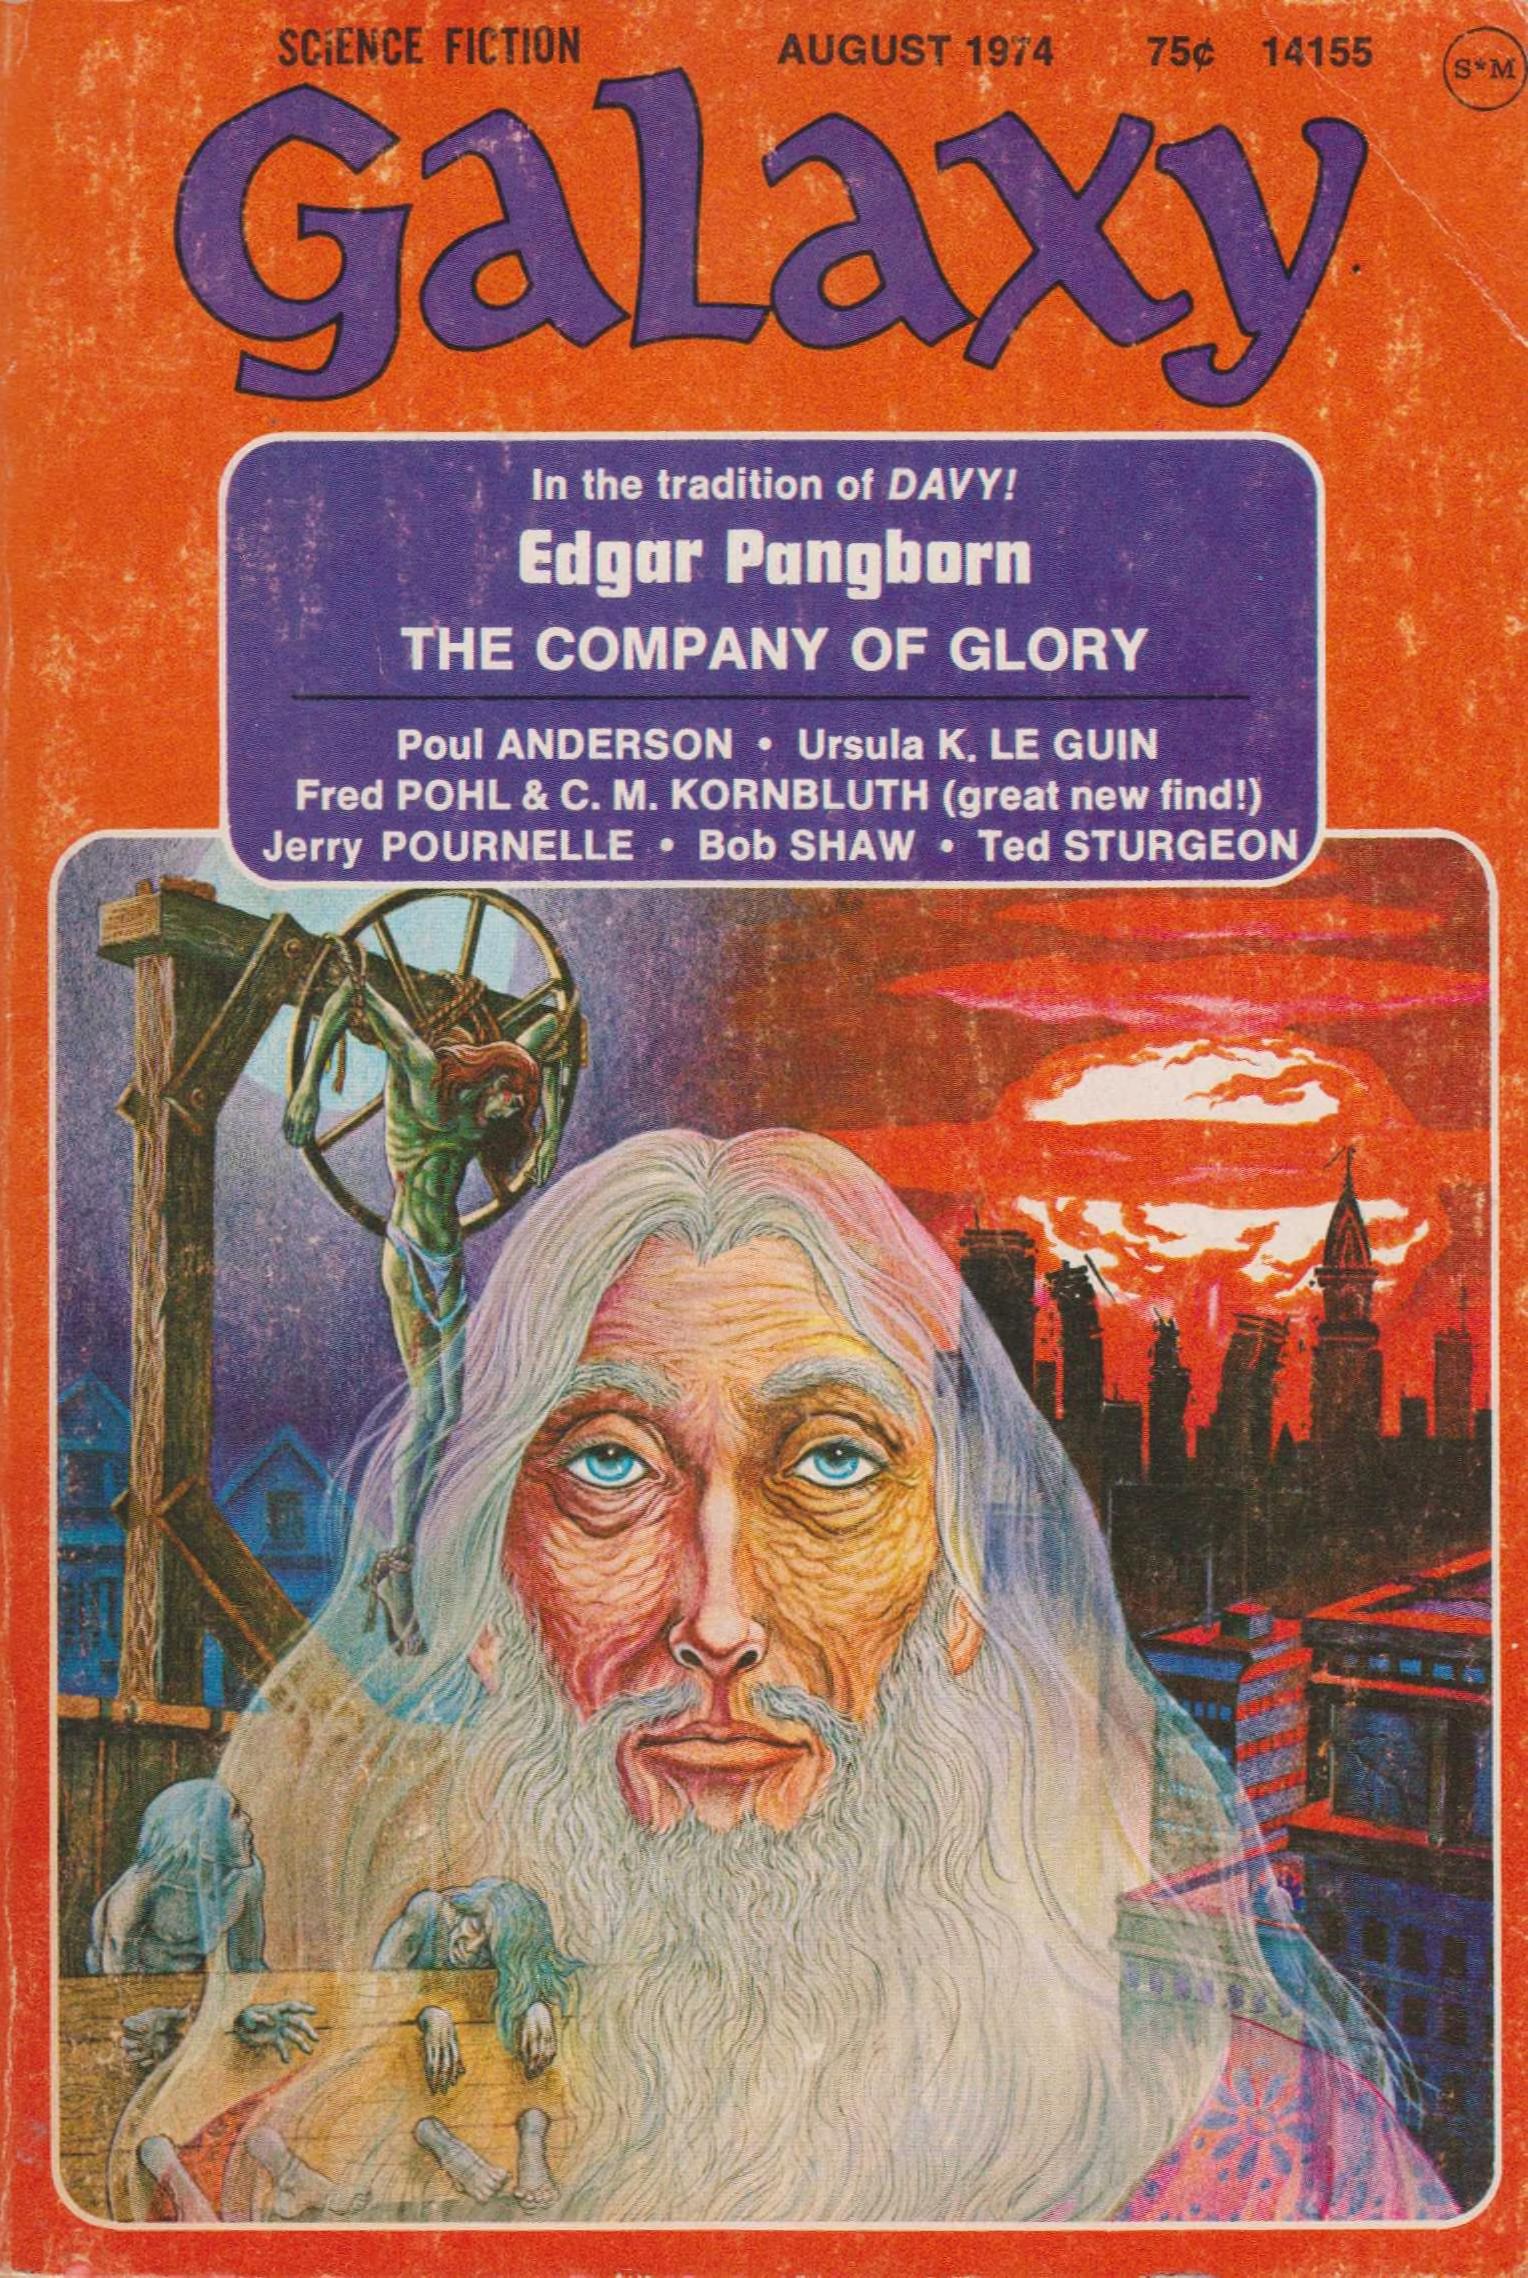 SCIENCE FICTION AUGUST 1974 75¢ 14155 S*M
Galaxy
In the tradition of DAVY!
Edgar Pangborn
THE COMPANY OF GLORY
Poul ANDERSON • Ursula K. LE GUIN
Fred POHL & C. M. KORNBLUTH (great new find!)
Jerry POURNELLE • Bob SHAW • Ted STURGEON